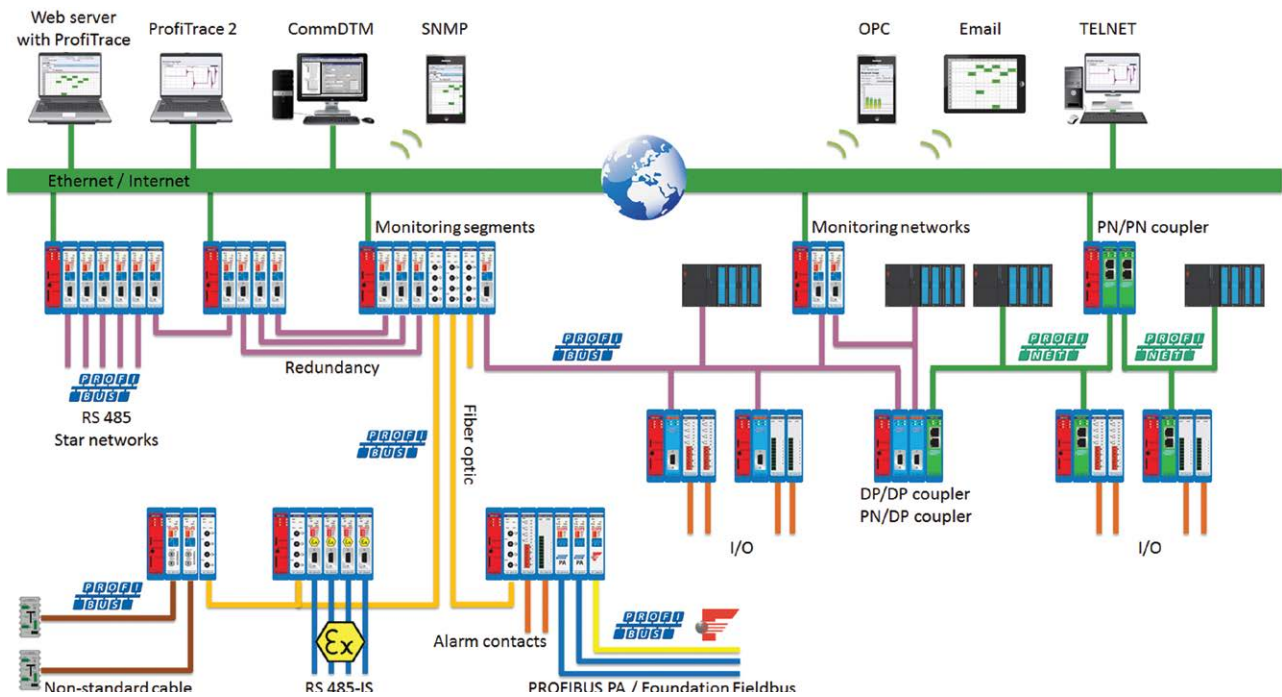 Web server
with ProfiTrace
ProfiTrace 2
CommDTM
SNMP
OPC
Email
TELNET
Ethernet / Internet
Monitoring segments
Monitoring networks
PN/PN coupler
Redundancy
PROFI
BUS
PROFI
NET
PROFI
NET
PROFI
BUS
RS 485
Star networks
PROFI
BUS
Fiber optic
DP/DP coupler
PN/DP coupler
I/O
I/O
PROFI
BUS
PA
PA
Alarm contacts
PROFI
BUS
Ex
T
T
Non-standard cable
RS 485-IS
PROFIBUS PA / Foundation Fieldbus